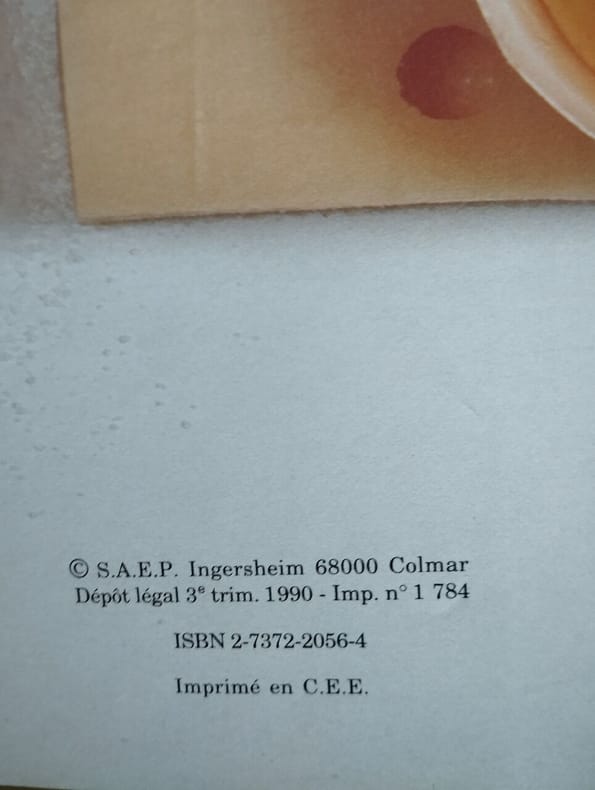 © S.A.E.P. Ingersheim 68000 Colmar
Dépôt légal 3ᵉ trim. 1990 - Imp. n° 1 784
ISBN 2-7372-2056-4
Imprimé en C.E.E.